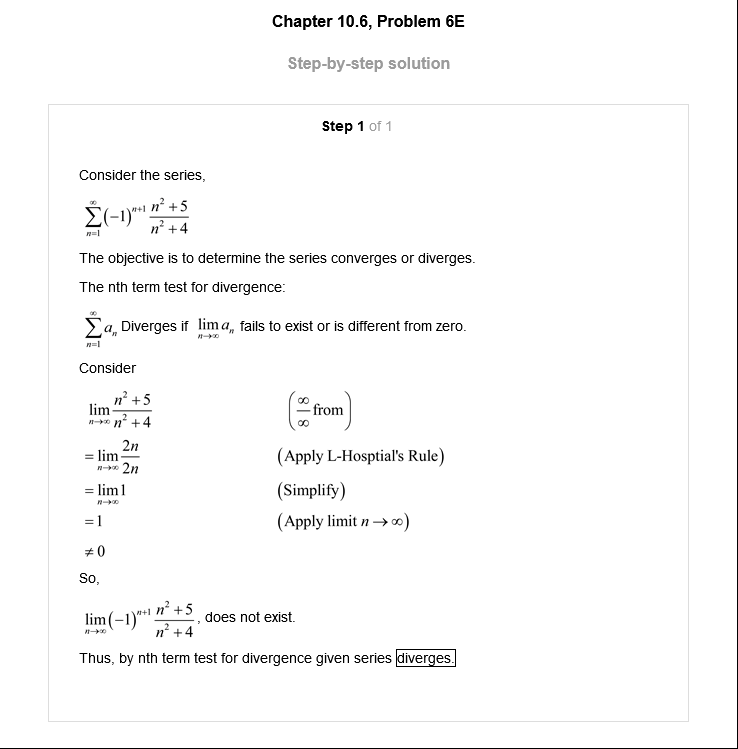 Chapter 10.6, Problem 6E
Step-by-step solution
Step 1 of 1
Consider the series,
$\sum_{n=1}^{\infty}(-1)^{n+1}\frac{n^2+5}{n^2+4}$
The objective is to determine the series converges or diverges.
The nth term test for divergence:
$\sum_{n=1}^{\infty}a_n$ Diverges if $\lim_{n\to\infty}a_n$ fails to exist or is different from zero.
Consider
$\lim_{n\to\infty}\frac{n^2+5}{n^2+4}$ $\left(\frac{\infty}{\infty}\text{from}\right)$
$=\lim_{n\to\infty}\frac{2n}{2n}$ (Apply L-Hosptial's Rule)
$=\lim_{n\to\infty}1$ (Simplify)
$=1$ (Apply limit $n\to\infty$)
$\neq 0$
So,
$\lim_{n\to\infty}(-1)^{n+1}\frac{n^2+5}{n^2+4}$, does not exist.
Thus, by nth term test for divergence given series diverges.